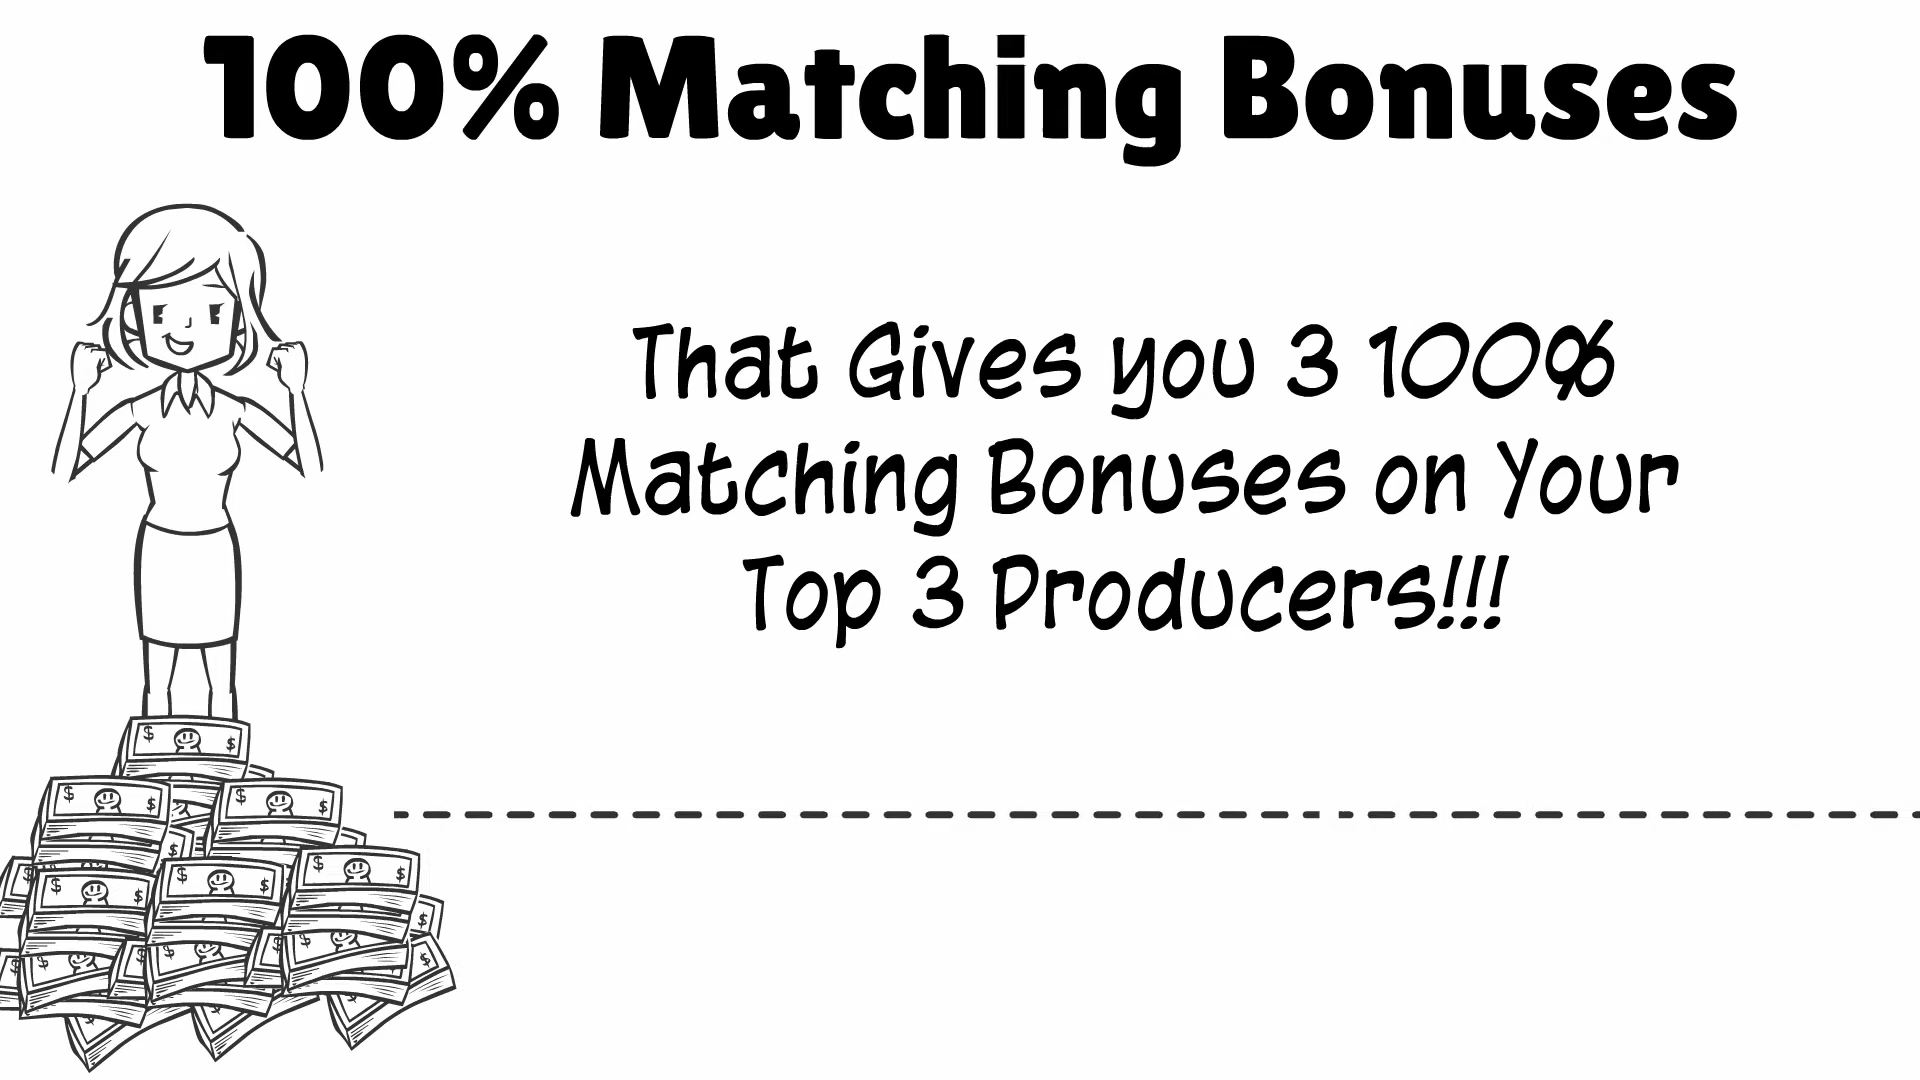 100% Matching Bonuses
That Gives you 3 100%
Matching Bonuses on Your
Top 3 Producers!!!